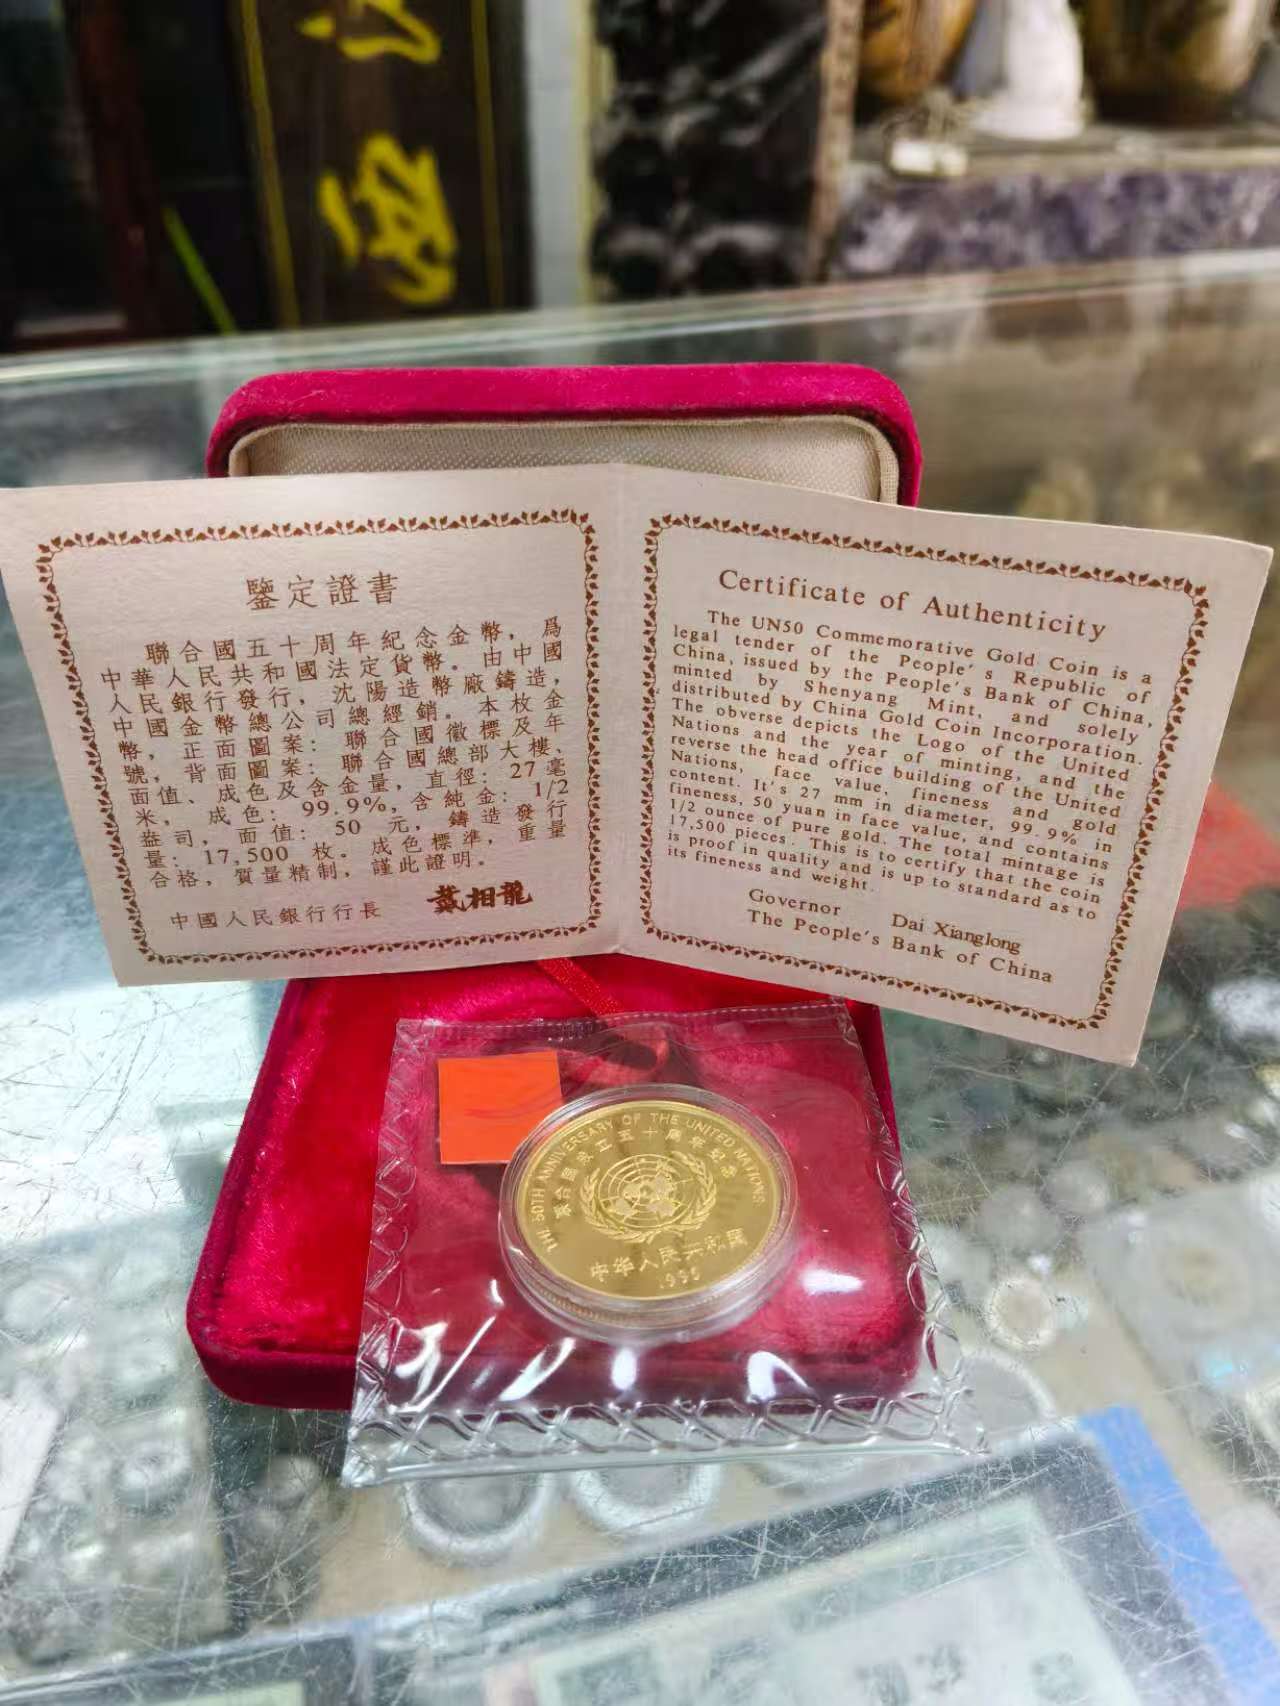 鑒定證書
聯合國五十周年紀念金幣，爲
中華人民共和國法定貨幣。由中國
人民銀行發行，沈陽造幣廠鑄造，
中國金幣總公司總經銷。本枚金
幣，正面圖案：聯合國徽標及年
號，背面圖案：聯合國總部大樓、
面值、成色及含金量，直徑：27毫
米，成色：99.9%，含純金：1/2
盎司，面值：50 元，鑄造發行
量：17,500 枚。成色標準，重量
合格，質量精制，謹此證明。
中國人民銀行行長 戴相龍
Certificate of Authenticity
The UN50 Commemorative Gold Coin is a
legal tender of the People's Republic of
China, issued by the People's Bank of China,
minted by Shenyang Mint, and solely
distributed by China Gold Coin Incorporation.
The obverse depicts the Logo of the United
Nations and the year of minting, and the
reverse the head office building of the United
Nations, face value, fineness and gold
content. It's 27 mm in diameter, 99.9% in
fineness, 50 yuan in face value, and contains
1/2 ounce of pure gold. The total mintage is
17,500 pieces. This is to certify that the coin
is proof in quality and is up to standard as to
its fineness and weight.
Governor Dai Xianglong
The People's Bank of China
THE 50TH ANNIVERSARY OF THE UNITED NATIONS
聯合國成立五十周年紀念
中华人民共和国
1995